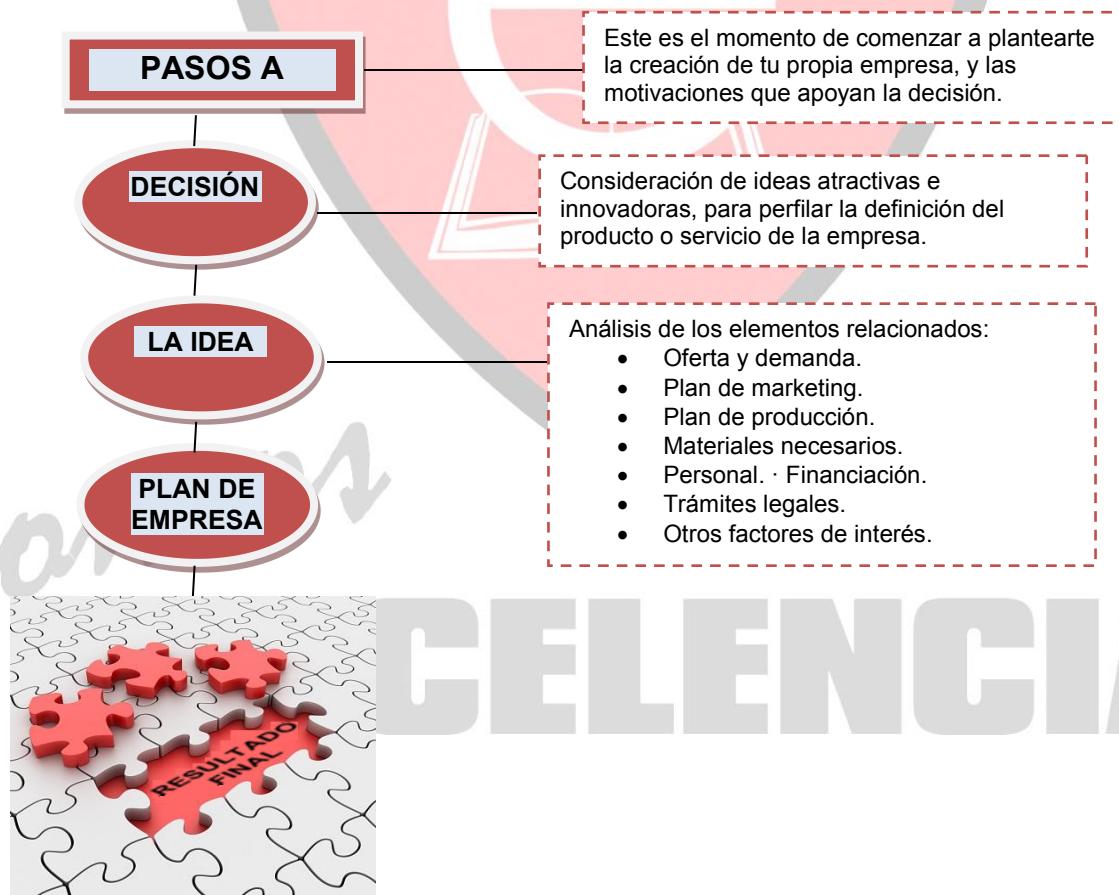 PASOS A
Este es el momento de comenzar a plantearte
la creación de tu propia empresa, y las
motivaciones que apoyan la decisión.
DECISIÓN
Consideración de ideas atractivas e
innovadoras, para perfilar la definición del
producto o servicio de la empresa.
LA IDEA
Análisis de los elementos relacionados:
• Oferta y demanda.
• Plan de marketing.
• Plan de producción.
• Materiales necesarios.
• Personal. · Financiación.
• Trámites legales.
• Otros factores de interés.
PLAN DE
EMPRESA
CELENCI
RESULTADO
FINAL